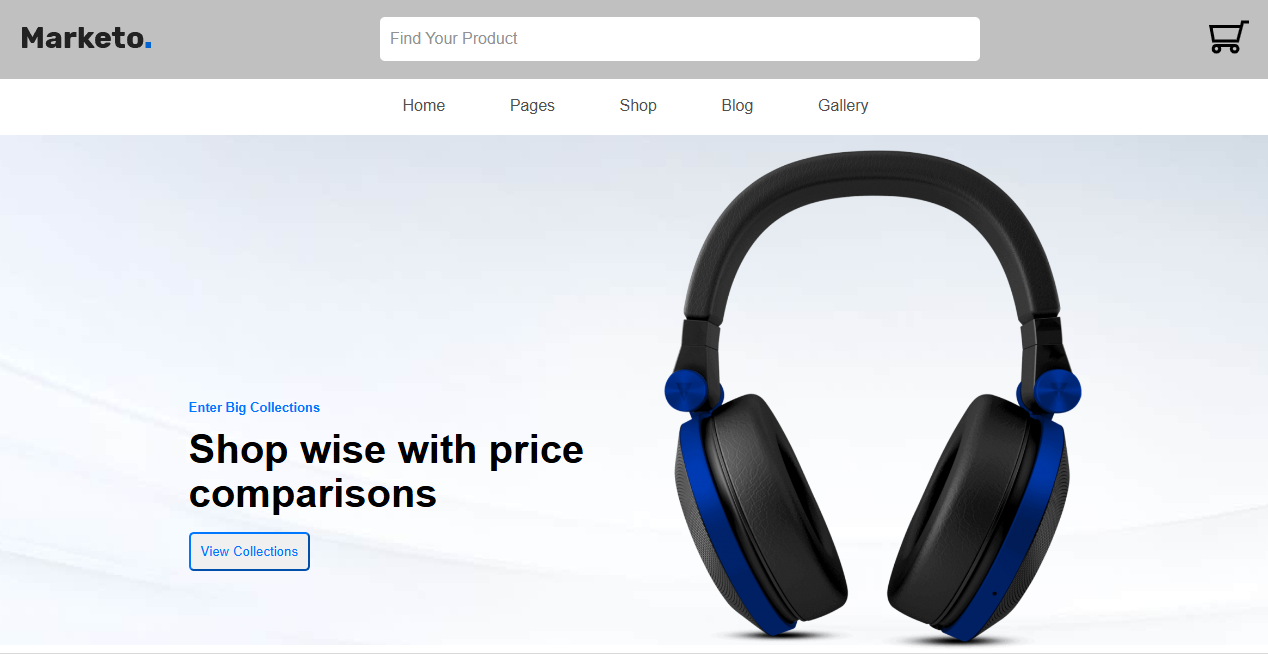 Marketo.
Find Your Product
Home Pages Shop Blog Gallery
Enter Big Collections
Shop wise with price
comparisons
View Collections